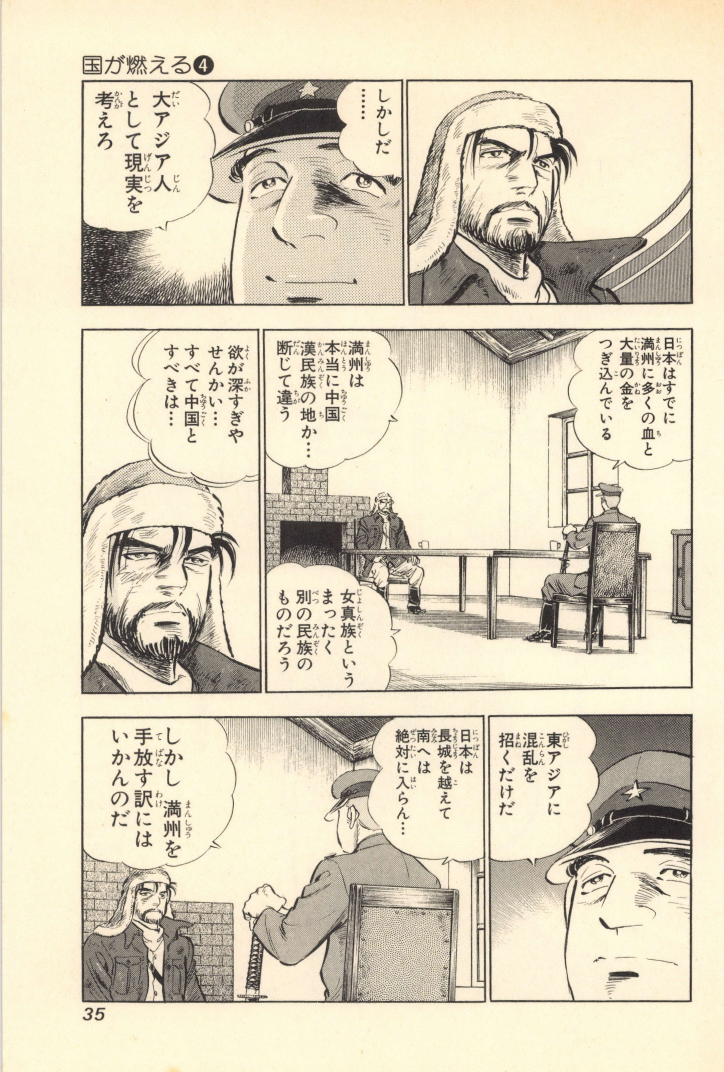 国が燃える❹
しかしだ
……
大アジア人
として現実を
考えろ
日本はすでに
満州に多くの血と
大量の金を
つぎ込んでいる
満州は
本当に中国
漢民族の地か…
断じて違う
女真族という
まったく
別の民族の
ものだろう
欲が深すぎや
せんかい…
すべて中国と
すべきは…
東アジアに
混乱を
招くだけだ
日本は
長城を越えて
南へは
絶対に入らん…
しかし 満州を
手放す訳には
いかんのだ
35